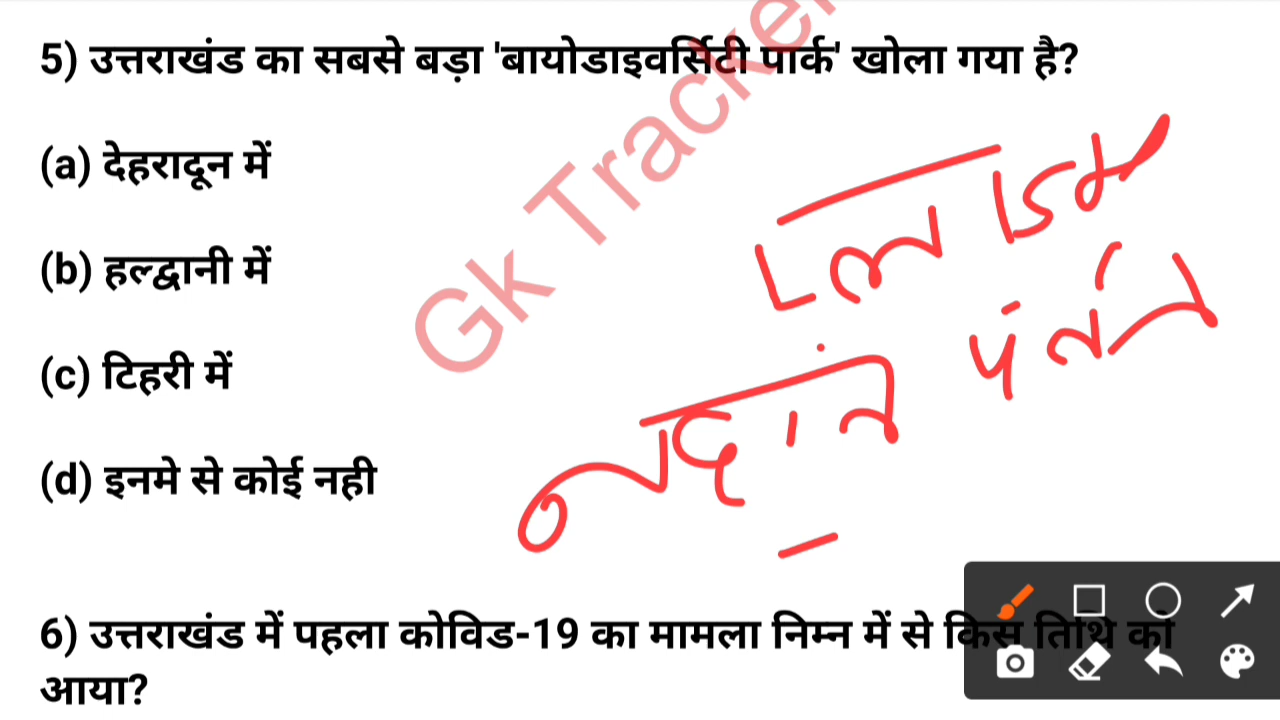 5) उत्तराखंड का सबसे बड़ा 'बायोडाइवर्सिटी पार्क' खोला गया है?
(a) देहरादून में
(b) हल्द्वानी में
(c) टिहरी में
(d) इनमे से कोई नही
Gk Tracker
6) उत्तराखंड में पहला कोविड-19 का मामला निम्न में से किस तिथि को
आया?